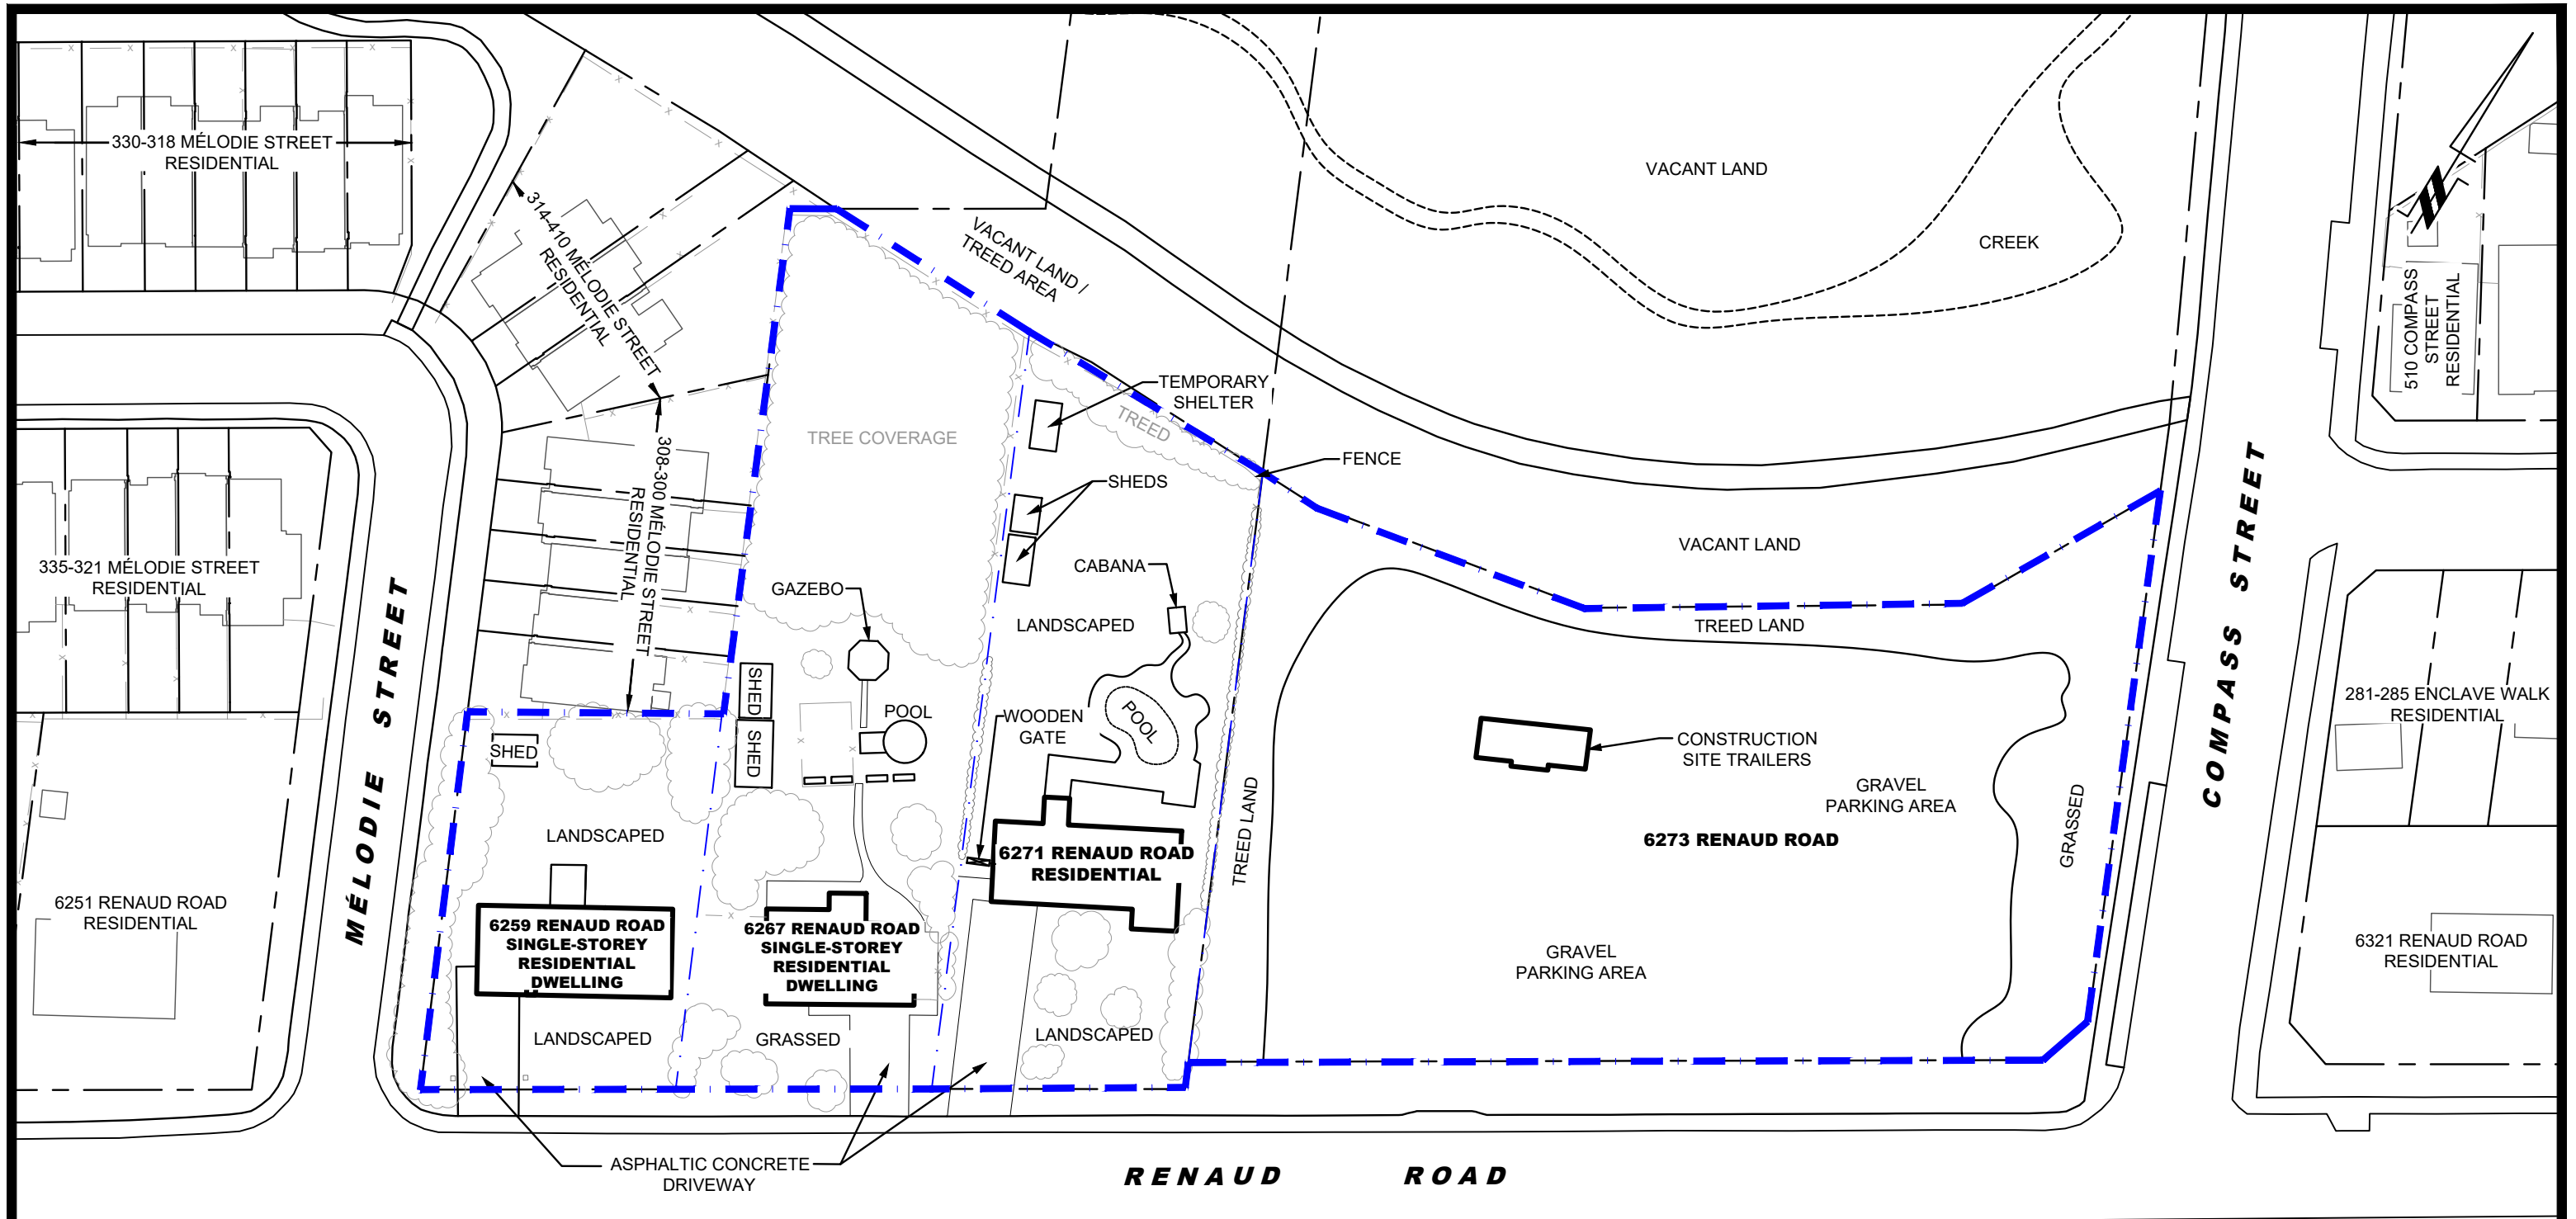 330-318 MÉLODIE STREET
RESIDENTIAL
314-410 MÉLODIE STREET
RESIDENTIAL
VACANT LAND /
TREED AREA
VACANT LAND
CREEK
510 COMPASS
STREET
RESIDENTIAL
TEMPORARY
SHELTER
TREED
TREE COVERAGE
FENCE
SHEDS
308-300 MÉLODIE STREET
RESIDENTIAL
335-321 MÉLODIE STREET
RESIDENTIAL
MÉLODIE STREET
VACANT LAND
COMPASS STREET
CABANA
GAZEBO
LANDSCAPED
TREED LAND
SHED
SHED
SHED
POOL
WOODEN
GATE
POOL
281-285 ENCLAVE WALK
RESIDENTIAL
CONSTRUCTION
SITE TRAILERS
GRAVEL
PARKING AREA
GRASSED
TREED LAND
6273 RENAUD ROAD
LANDSCAPED
6271 RENAUD ROAD
RESIDENTIAL
6251 RENAUD ROAD
RESIDENTIAL
6259 RENAUD ROAD
SINGLE-STOREY
RESIDENTIAL
DWELLING
6267 RENAUD ROAD
SINGLE-STOREY
RESIDENTIAL
DWELLING
GRAVEL
PARKING AREA
6321 RENAUD ROAD
RESIDENTIAL
LANDSCAPED
GRASSED
LANDSCAPED
ASPHALTIC CONCRETE
DRIVEWAY
RENAUD ROAD